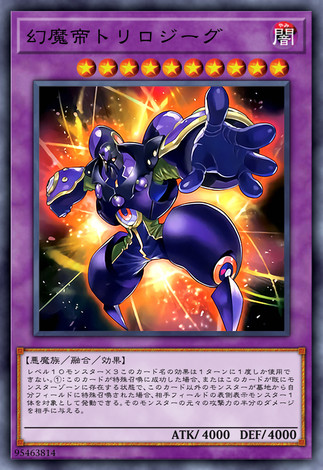 幻魔帝トリロジーグ
闇
やみ
【悪魔族／融合／効果】
レベル１０モンスター×３このカード名の効果は１ターンに１度しか使用で
きない。①：このカードが特殊召喚に成功した場合、またはこのカードが既にモ
ンスターゾーンに存在する状態で、このカード以外のモンスターが墓地から自
分フィールドに特殊召喚された場合、相手フィールドの表側表示モンスター１
体を対象として発動できる。そのモンスターの元々の攻撃力の半分のダメージ
を相手に与える。
ATK/ 4000 DEF/ 4000
95463814